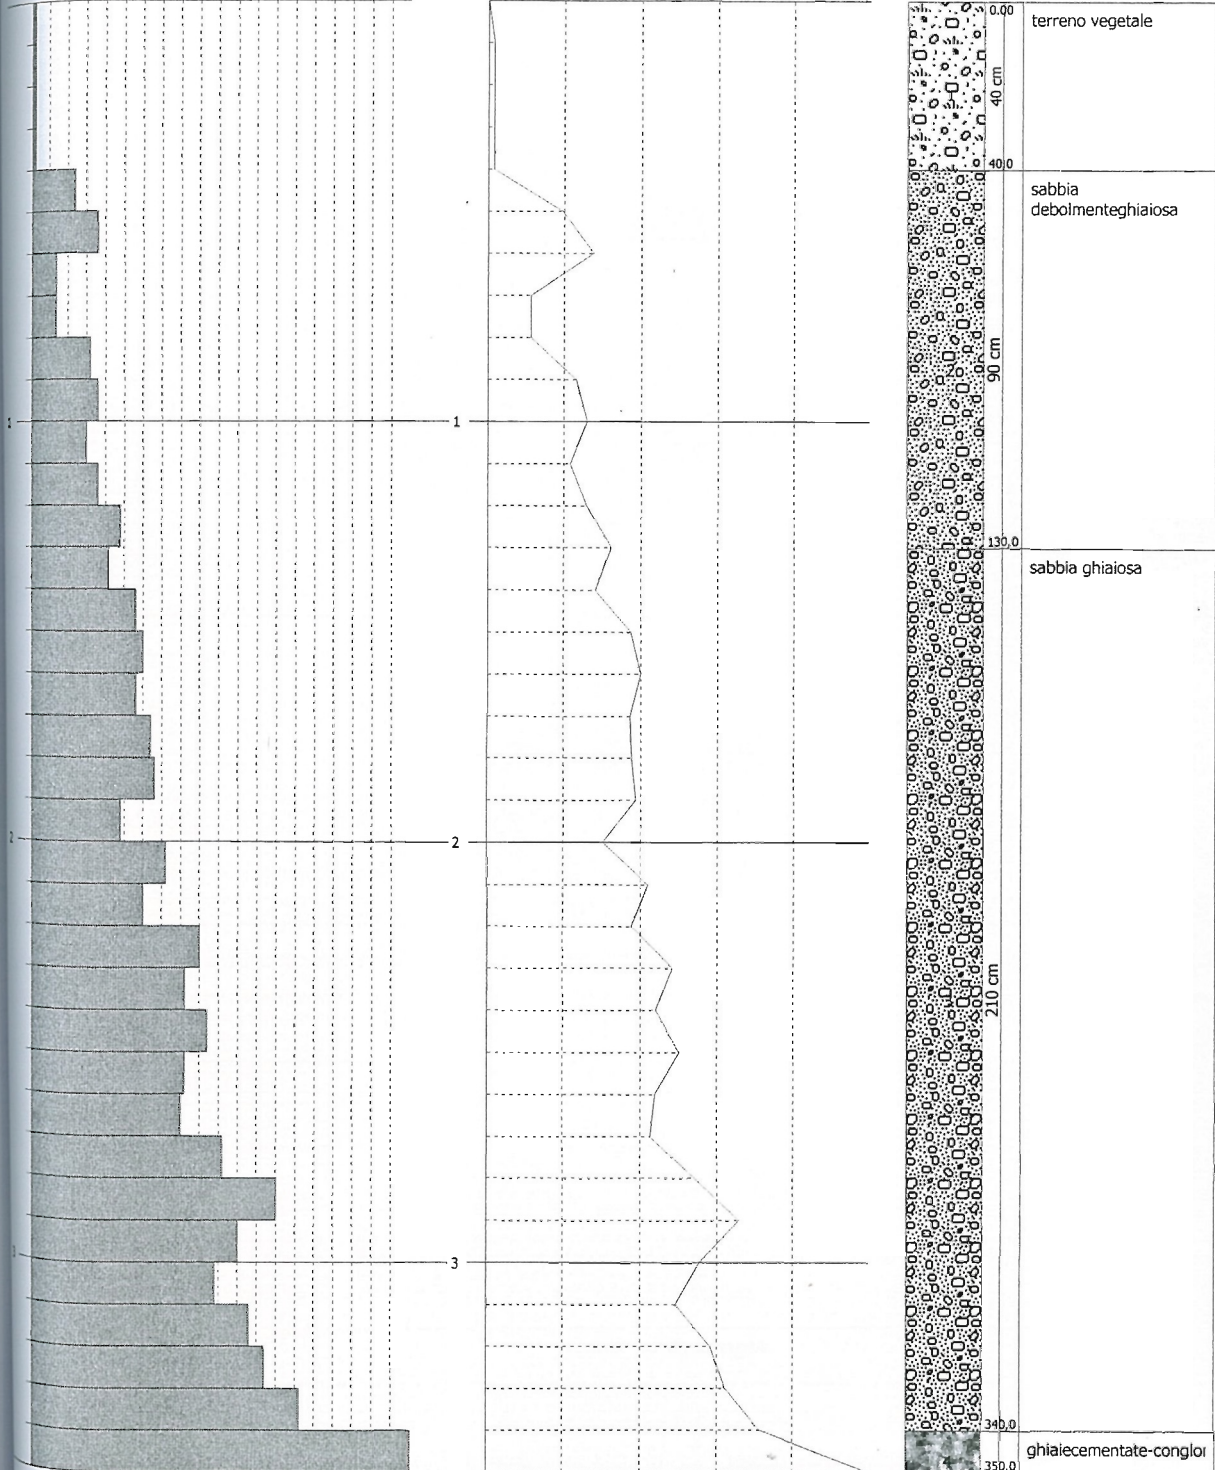 1
2
3
0.00
40 cm
40.0
90 cm
130.0
210 cm
340.0
350.0
terreno vegetale
sabbia
debolmenteghiaiosa
sabbia ghiaiosa
ghiaiecementate-conglor